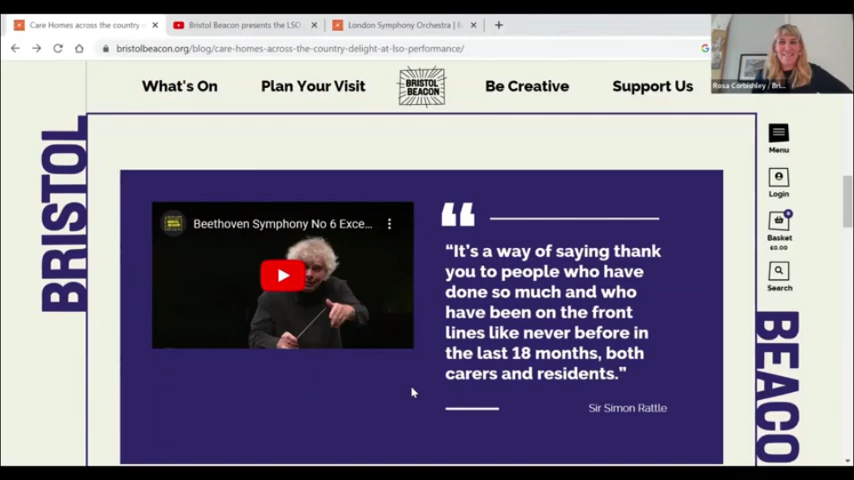 Care Homes across the country
Bristol Beacon presents the LSO
London Symphony Orchestra |
bristolbeacon.org/blog/care-homes-across-the-country-delight-at-lso-performance/
Rosa Corbishley / Bri...
What's On
Plan Your Visit
BRISTOL
BEACON
Be Creative
Support Us
BRISTOL
Menu
Login
0
Basket
£0.00
Search
BEACO
BRISTOL
BEACON
Beethoven Symphony No 6 Exce...
“It’s a way of saying thank
you to people who have
done so much and who
have been on the front
lines like never before in
the last 18 months, both
carers and residents.”
Sir Simon Rattle